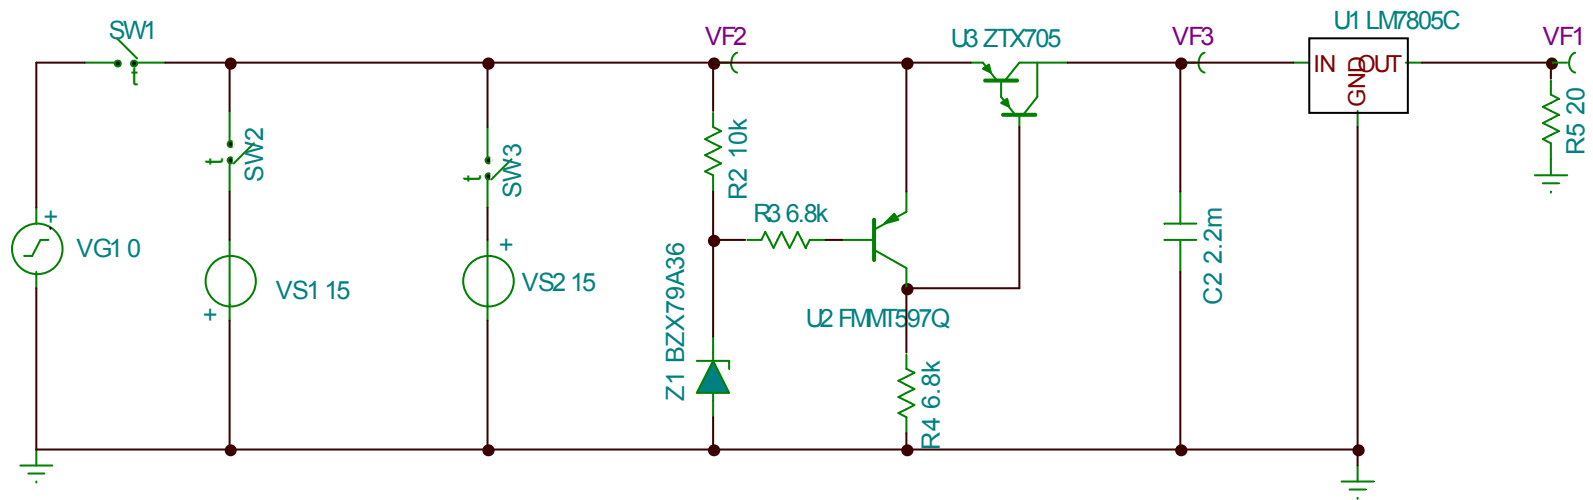 SW1
VF2
U3 ZTX705
VF3
U1 LM7805C
VF1
IN
GND
OUT
t
R5 20
SW2
t
SW3
t
R2 10k
R3 6.8k
+
VG1 0
+
VS1 15
+
VS2 15
Z1 BZX79A36
U2 FMMT597Q
C2 2.2m
R4 6.8k